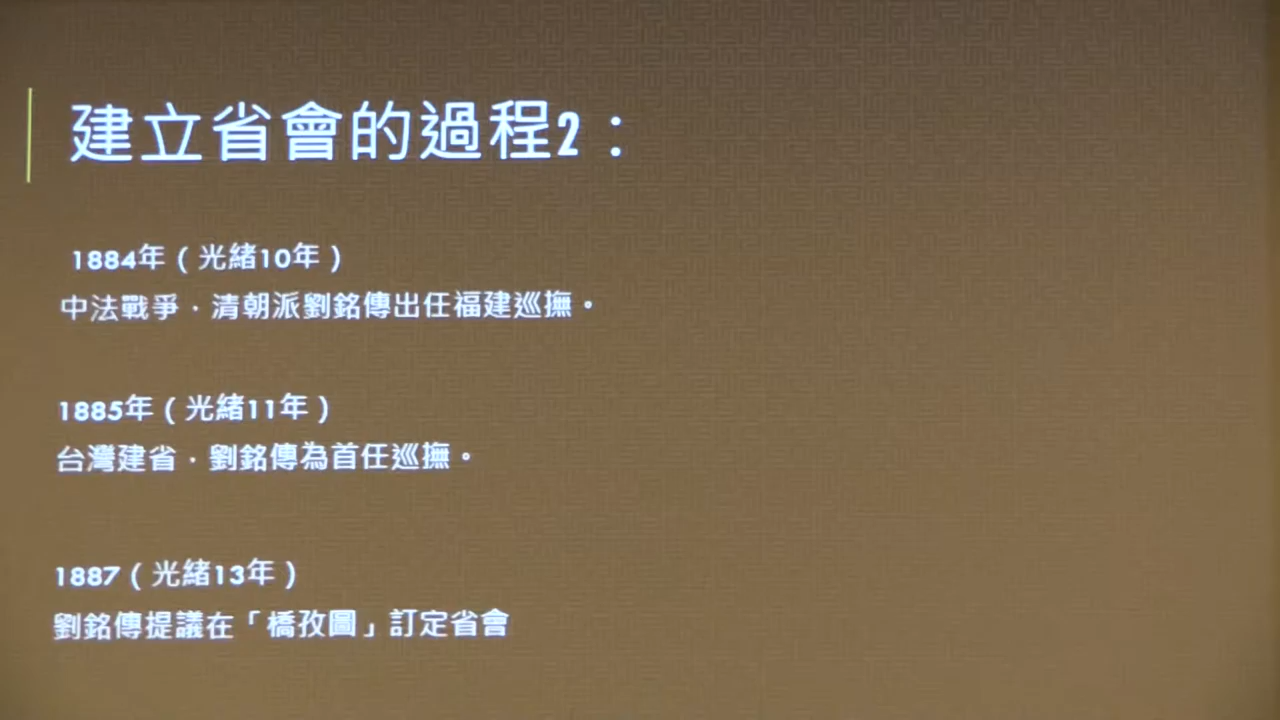 建立省會的過程2：
1884年（光緒10年）
中法戰爭，清朝派劉銘傳出任福建巡撫。
1885年（光緒11年）
台灣建省，劉銘傳為首任巡撫。
1887（光緒13年）
劉銘傳提議在「橋孜圖」訂定省會